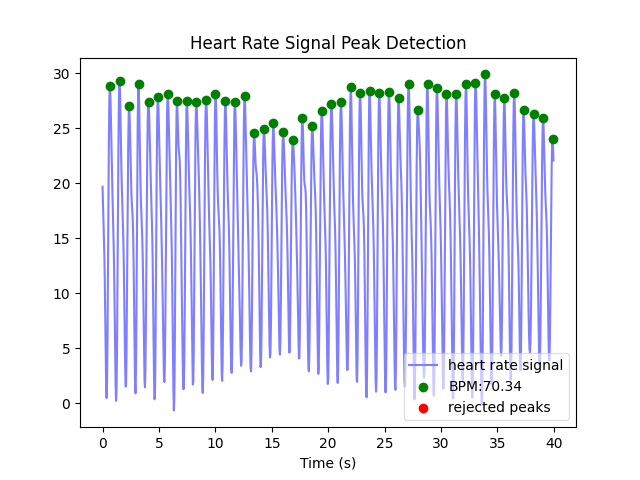 Heart Rate Signal Peak Detection
30
25
20
15
10
5
0
heart rate signal
BPM:70.34
rejected peaks
0 5 10 15 20 25 30 35 40
Time (s)